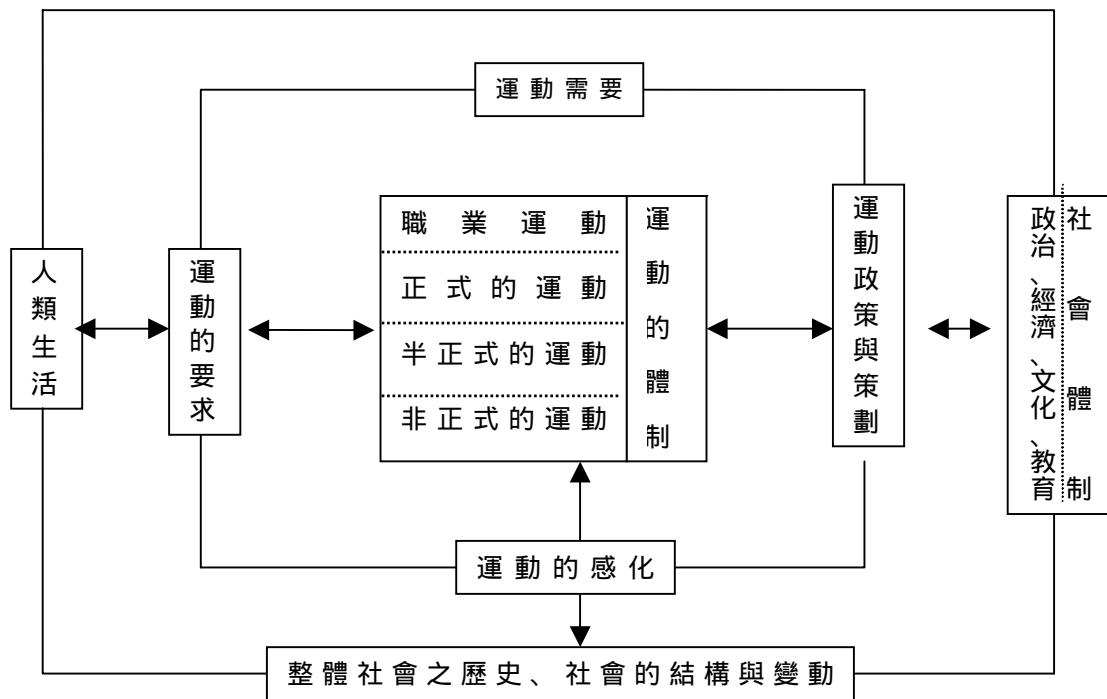 運動需要
人類生活
運動的要求
職業運動
正式的運動
半正式的運動
非正式的運動
運動的體制
運動政策與策劃
政治、經濟、文化、教育
社會體制
運動的感化
整體社會之歷史、社會的結構與變動